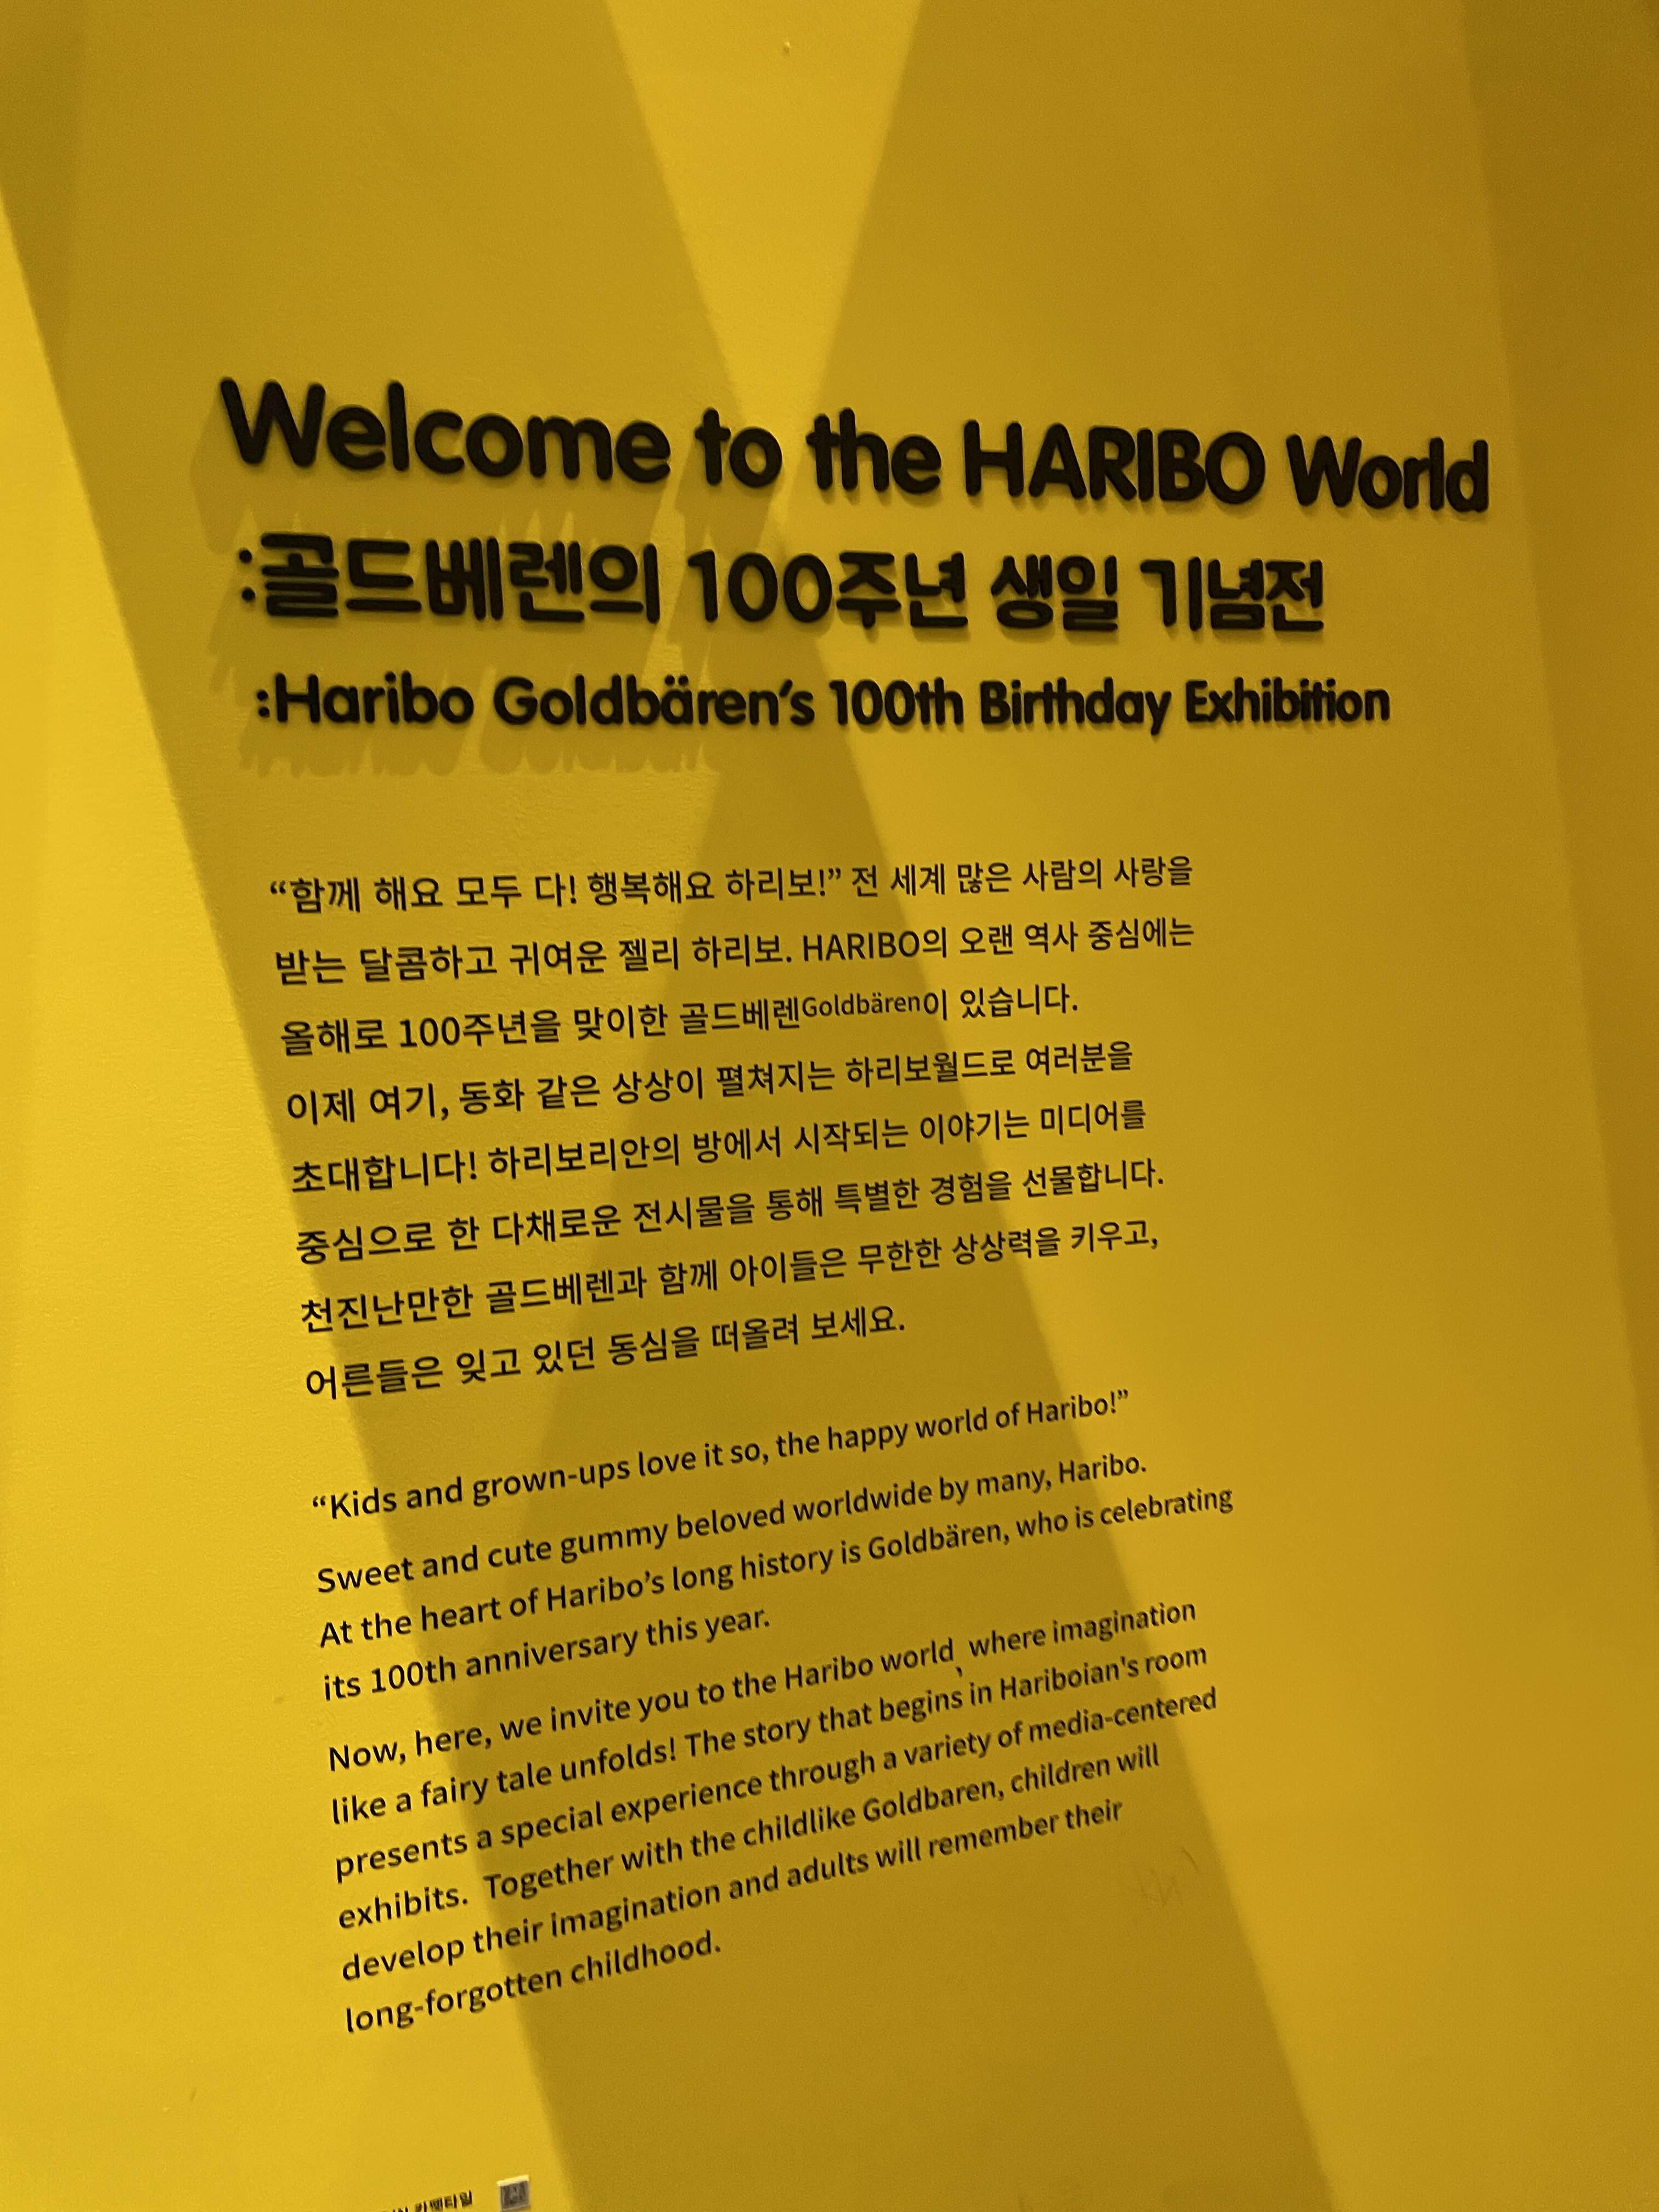 Welcome to the HARIBO World
:골드베렌의 100주년 생일 기념전
:Haribo Goldbären's 100th Birthday Exhibition
“함께 해요 모두 다! 행복해요 하리보!” 전 세계 많은 사람의 사랑을
받는 달콤하고 귀여운 젤리 하리보. HARIBO의 오랜 역사 중심에는
올해로 100주년을 맞이한 골드베렌Goldbären이 있습니다.
이제 여기, 동화 같은 상상이 펼쳐지는 하리보월드로 여러분을
초대합니다! 하리보리안의 방에서 시작되는 이야기는 미디어를
중심으로 한 다채로운 전시물을 통해 특별한 경험을 선물합니다.
천진난만한 골드베렌과 함께 아이들은 무한한 상상력을 키우고,
어른들은 잊고 있던 동심을 떠올려 보세요.
“Kids and grown-ups love it so, the happy world of Haribo!”
Sweet and cute gummy beloved worldwide by many, Haribo.
At the heart of Haribo’s long history is Goldbären, who is celebrating
its 100th anniversary this year.
Now, here, we invite you to the Haribo world, where imagination
like a fairy tale unfolds! The story that begins in Hariboian's room
presents a special experience through a variety of media-centered
exhibits. Together with the childlike Goldbaren, children will
develop their imagination and adults will remember their
long-forgotten childhood.